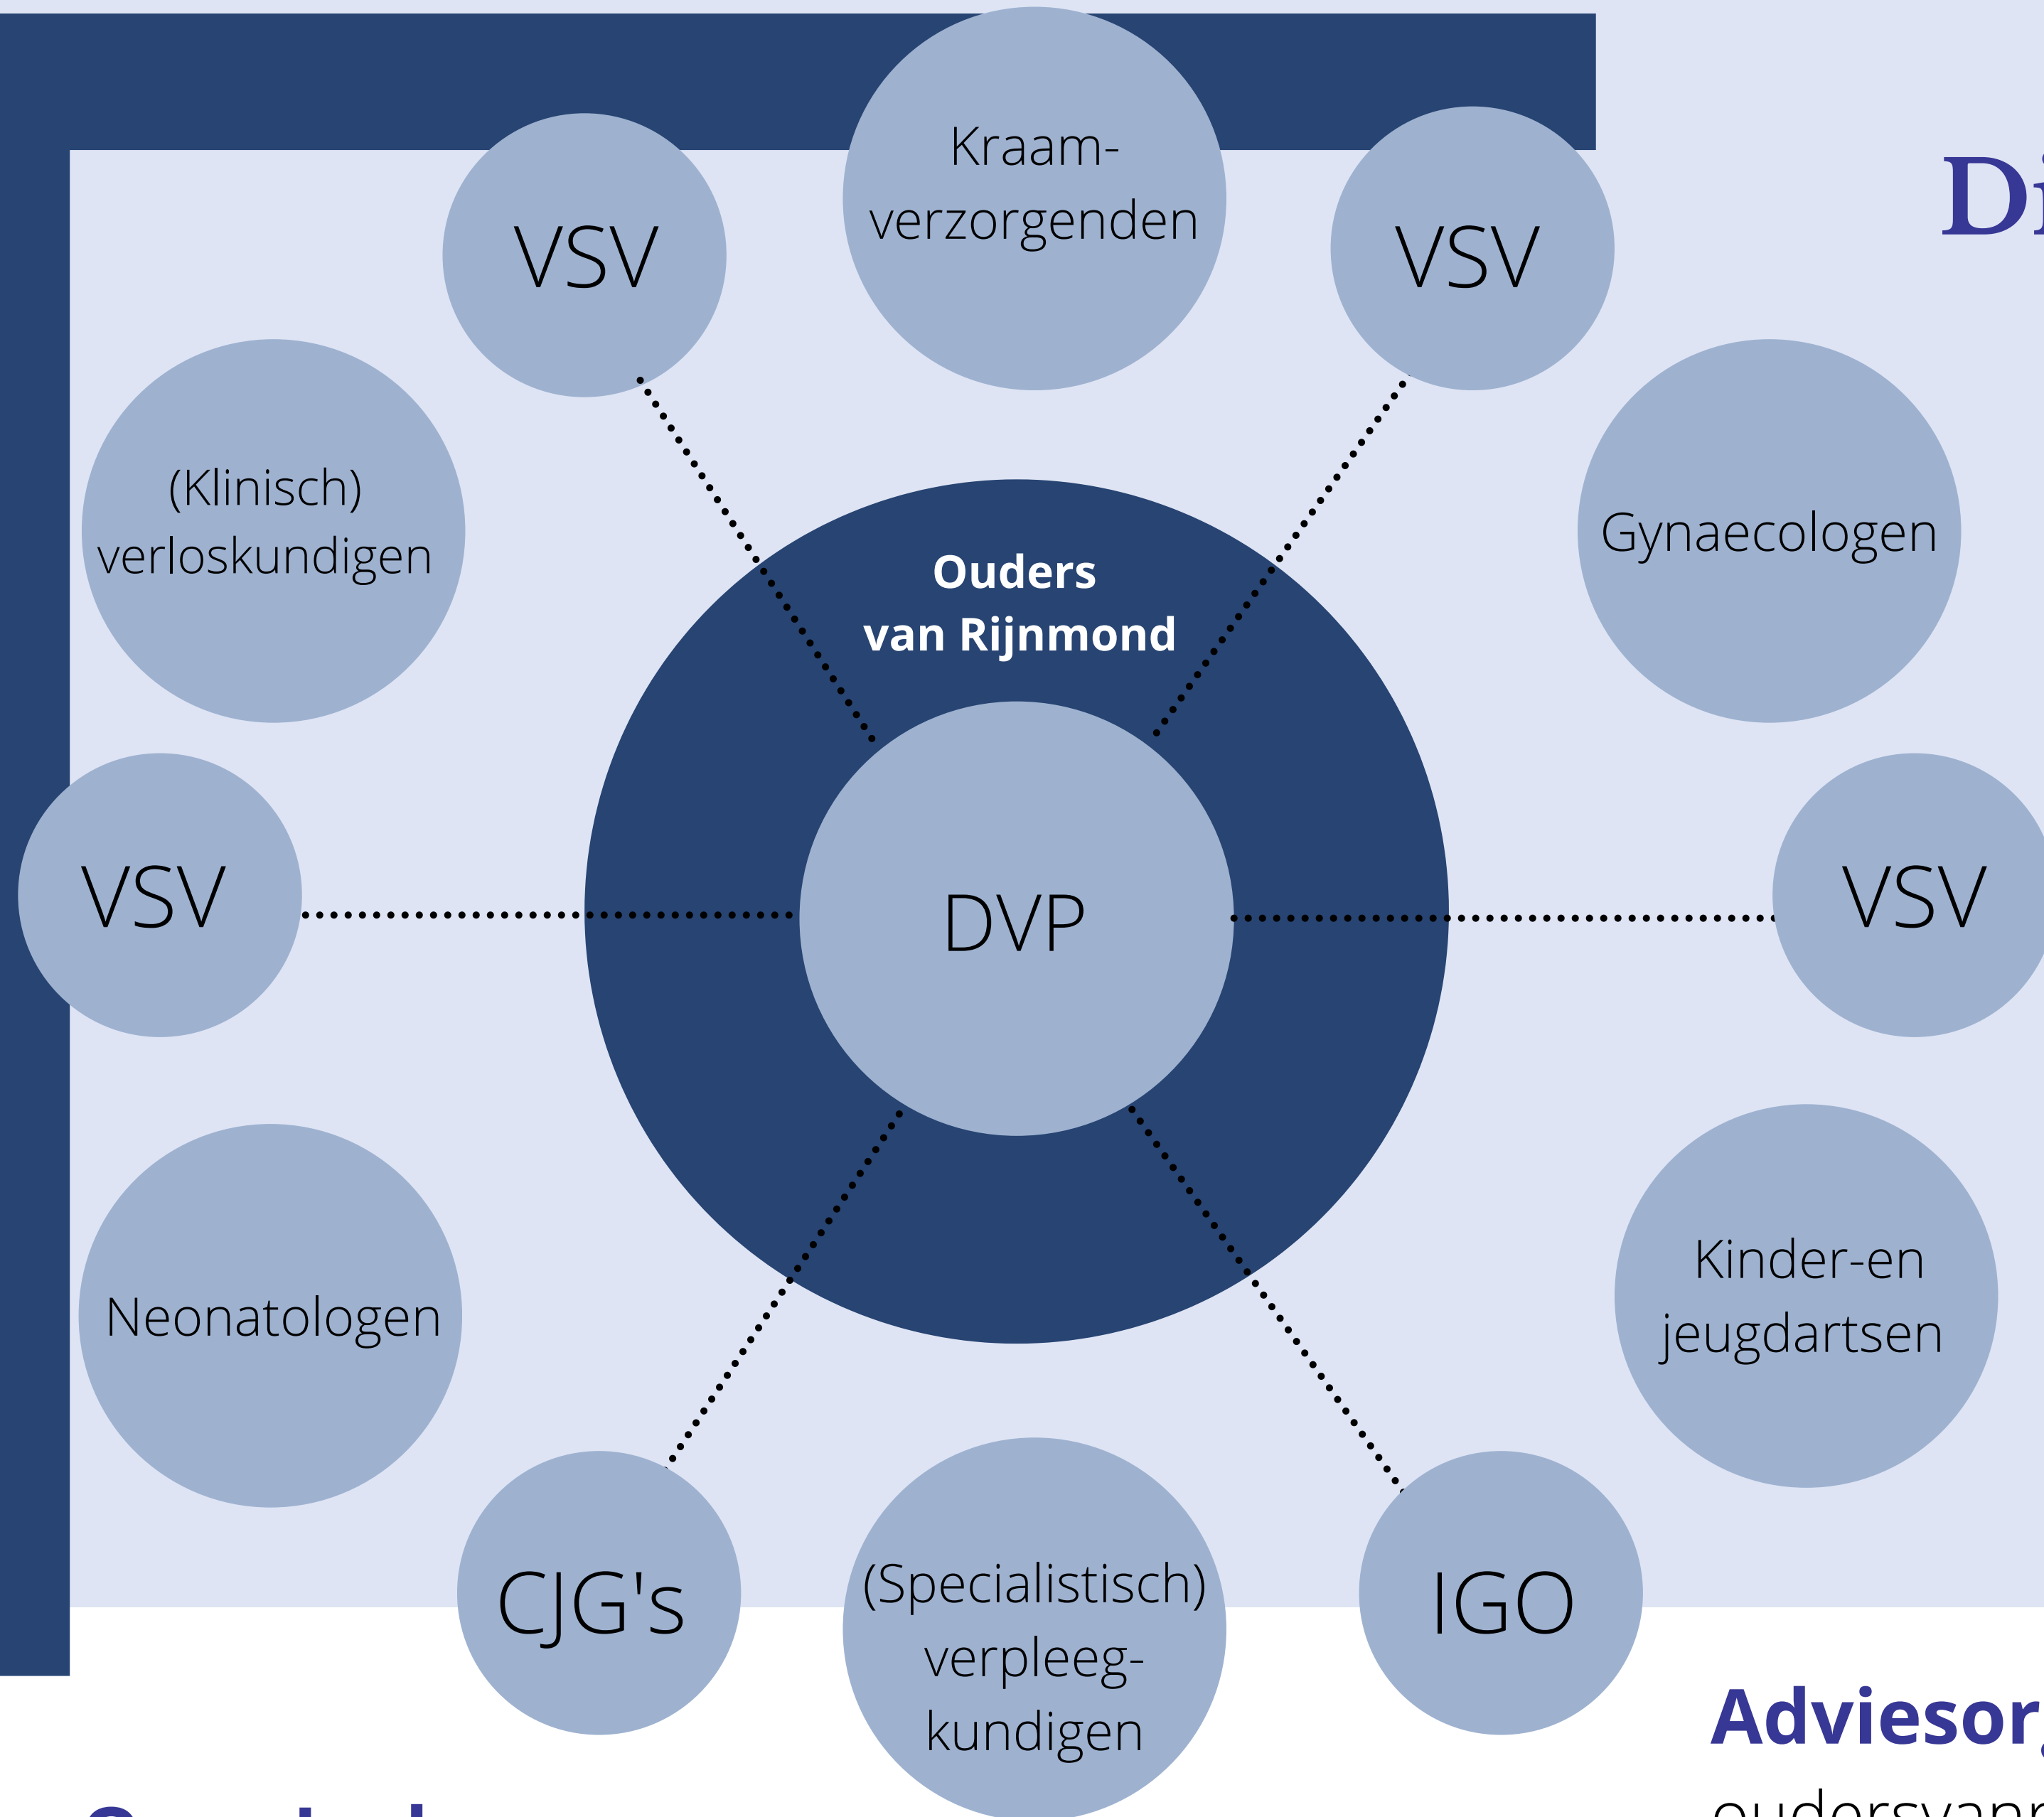 Kraam-
verzorgenden
VSV
VSV
(Klinisch)
verloskundigen
Gynaecologen
Ouders
van Rijnmond
VSV
DVP
VSV
Neonatologen
Kinder-en
jeugdartsen
CJG's
(Specialistisch)
verpleeg-
kundigen
IGO